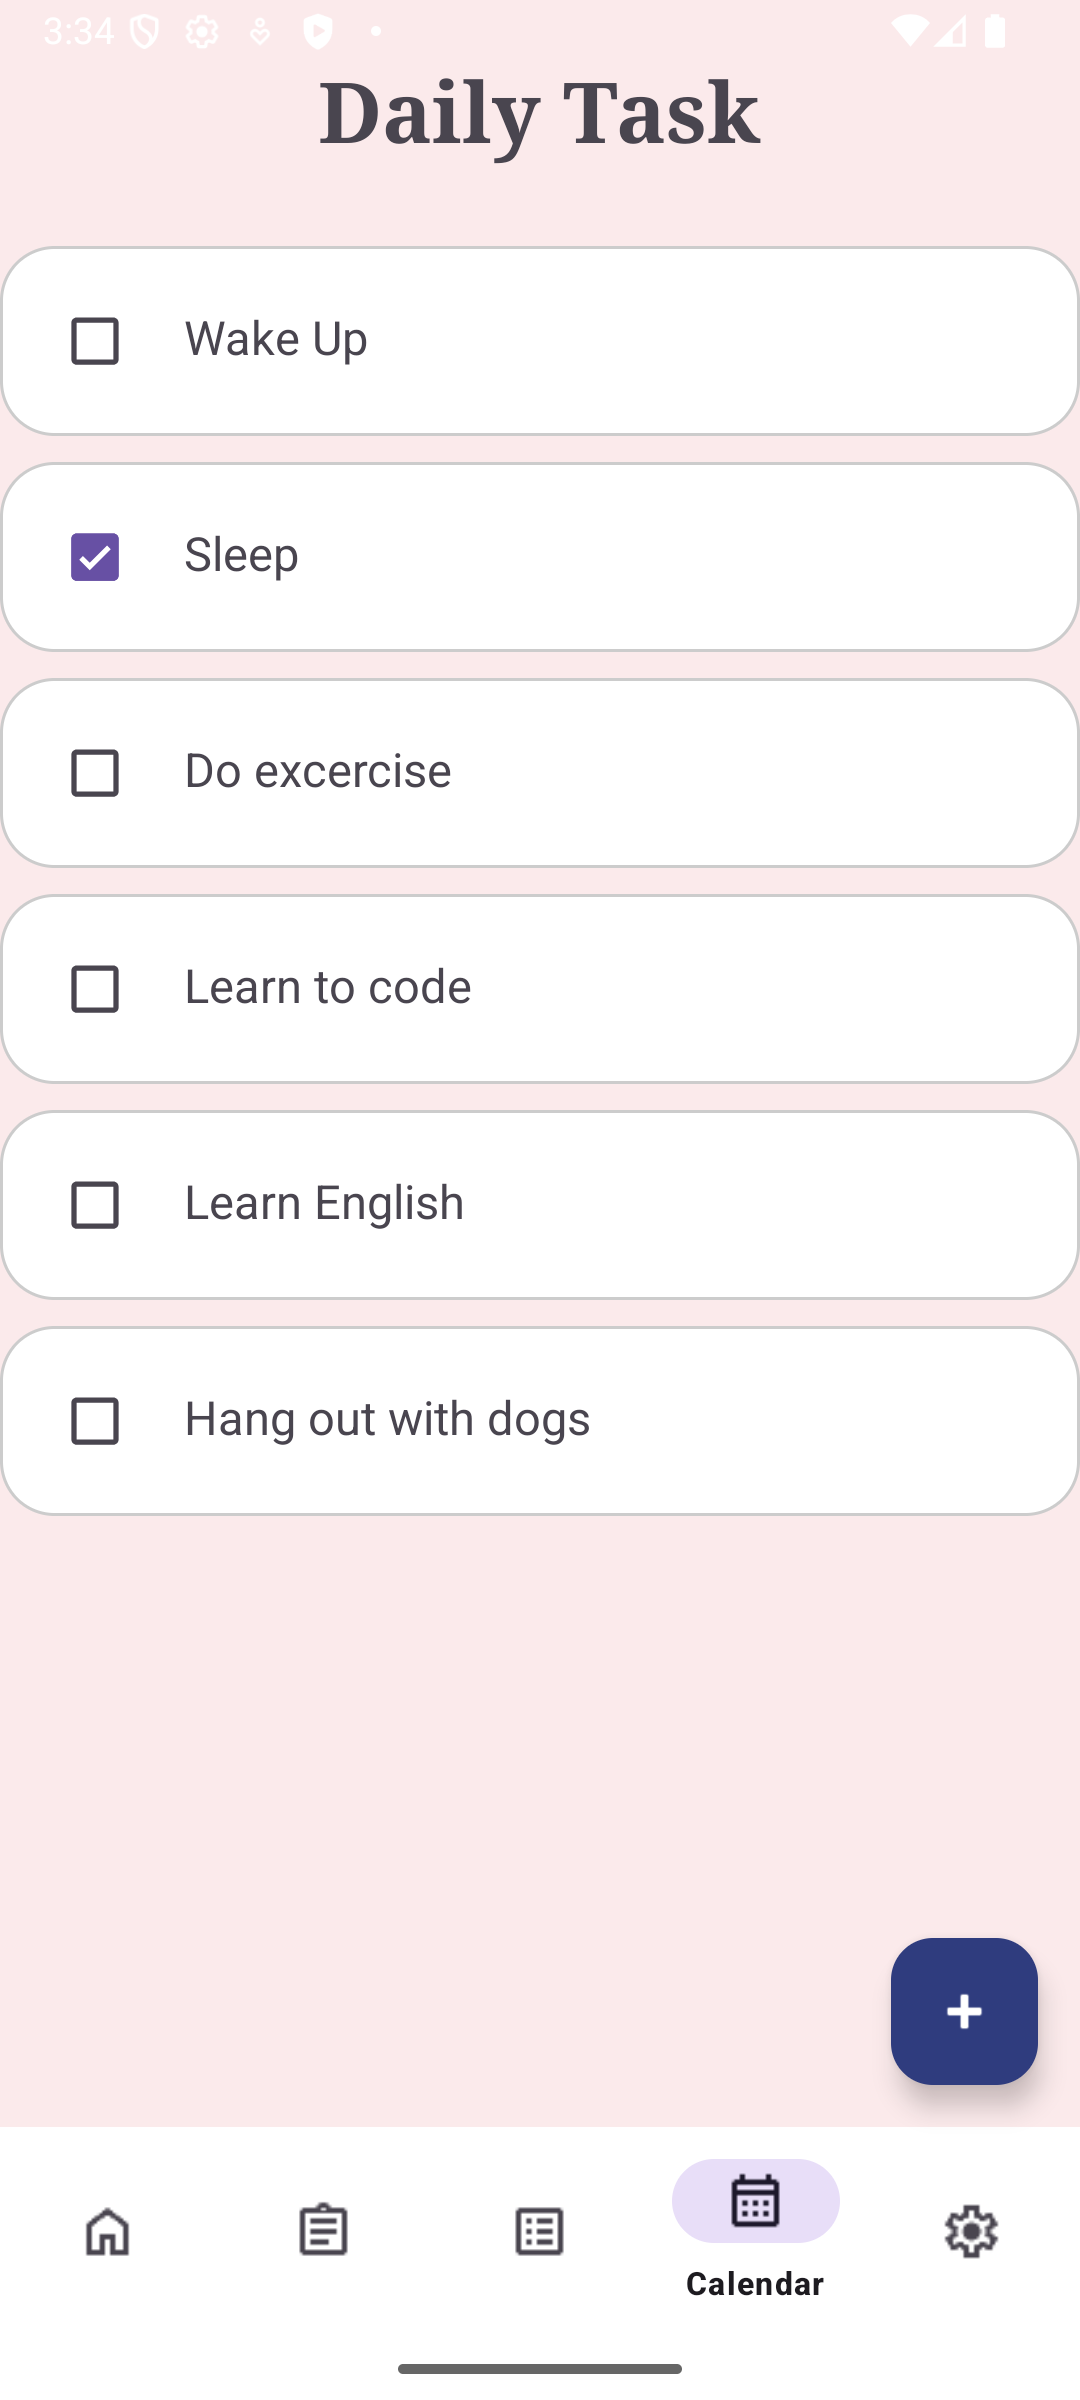 3:34
Daily Task
Wake Up
Sleep
Do excercise
Learn to code
Learn English
Hang out with dogs
Calendar